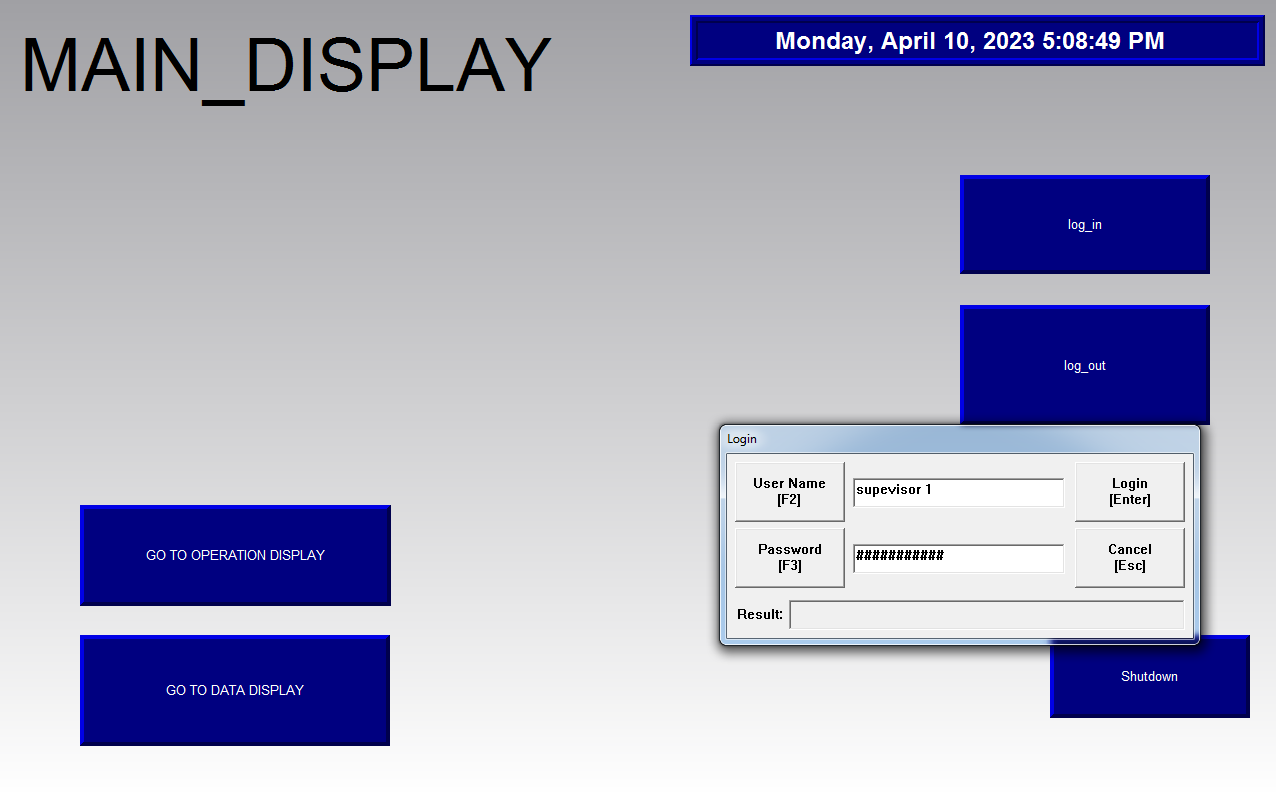 MAIN_DISPLAY
Monday, April 10, 2023 5:08:49 PM
log_in
log_out
Login
User Name
[F2]
supevisor 1
Login
[Enter]
Password
[F3]
###########
Cancel
[Esc]
Result:
GO TO OPERATION DISPLAY
GO TO DATA DISPLAY
Shutdown